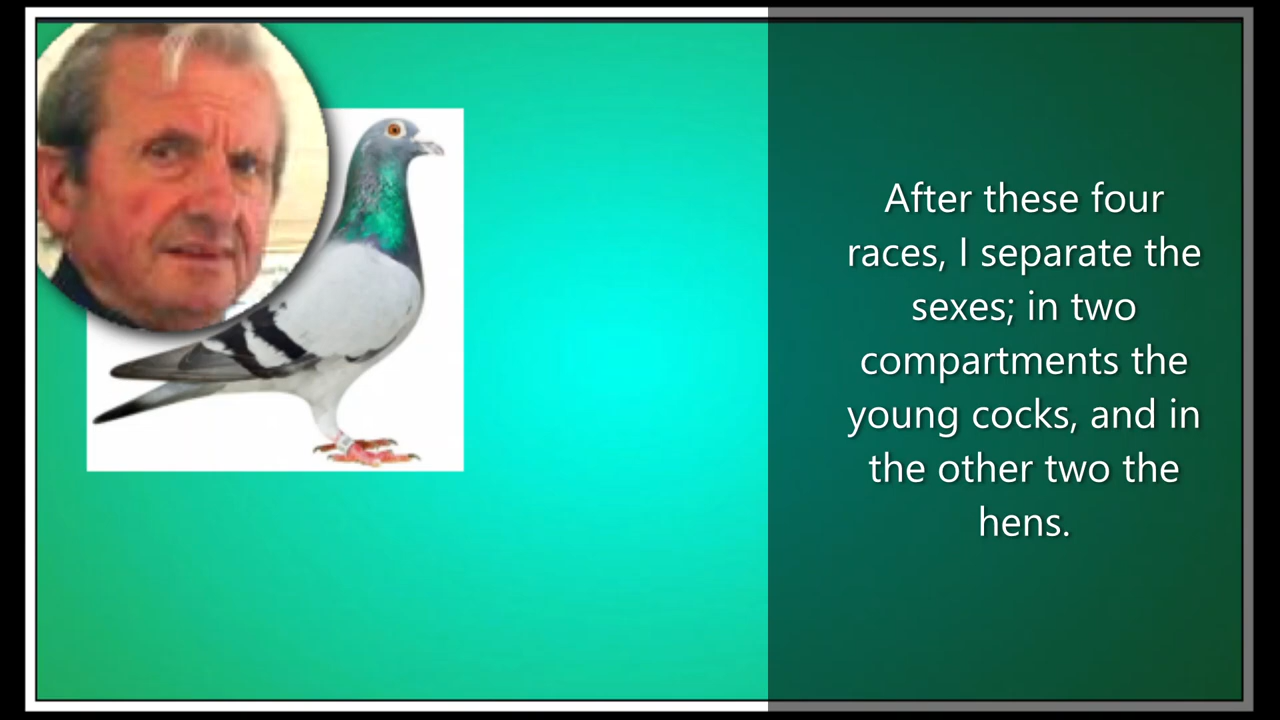 After these four
races, I separate the
sexes; in two
compartments the
young cocks, and in
the other two the
hens.